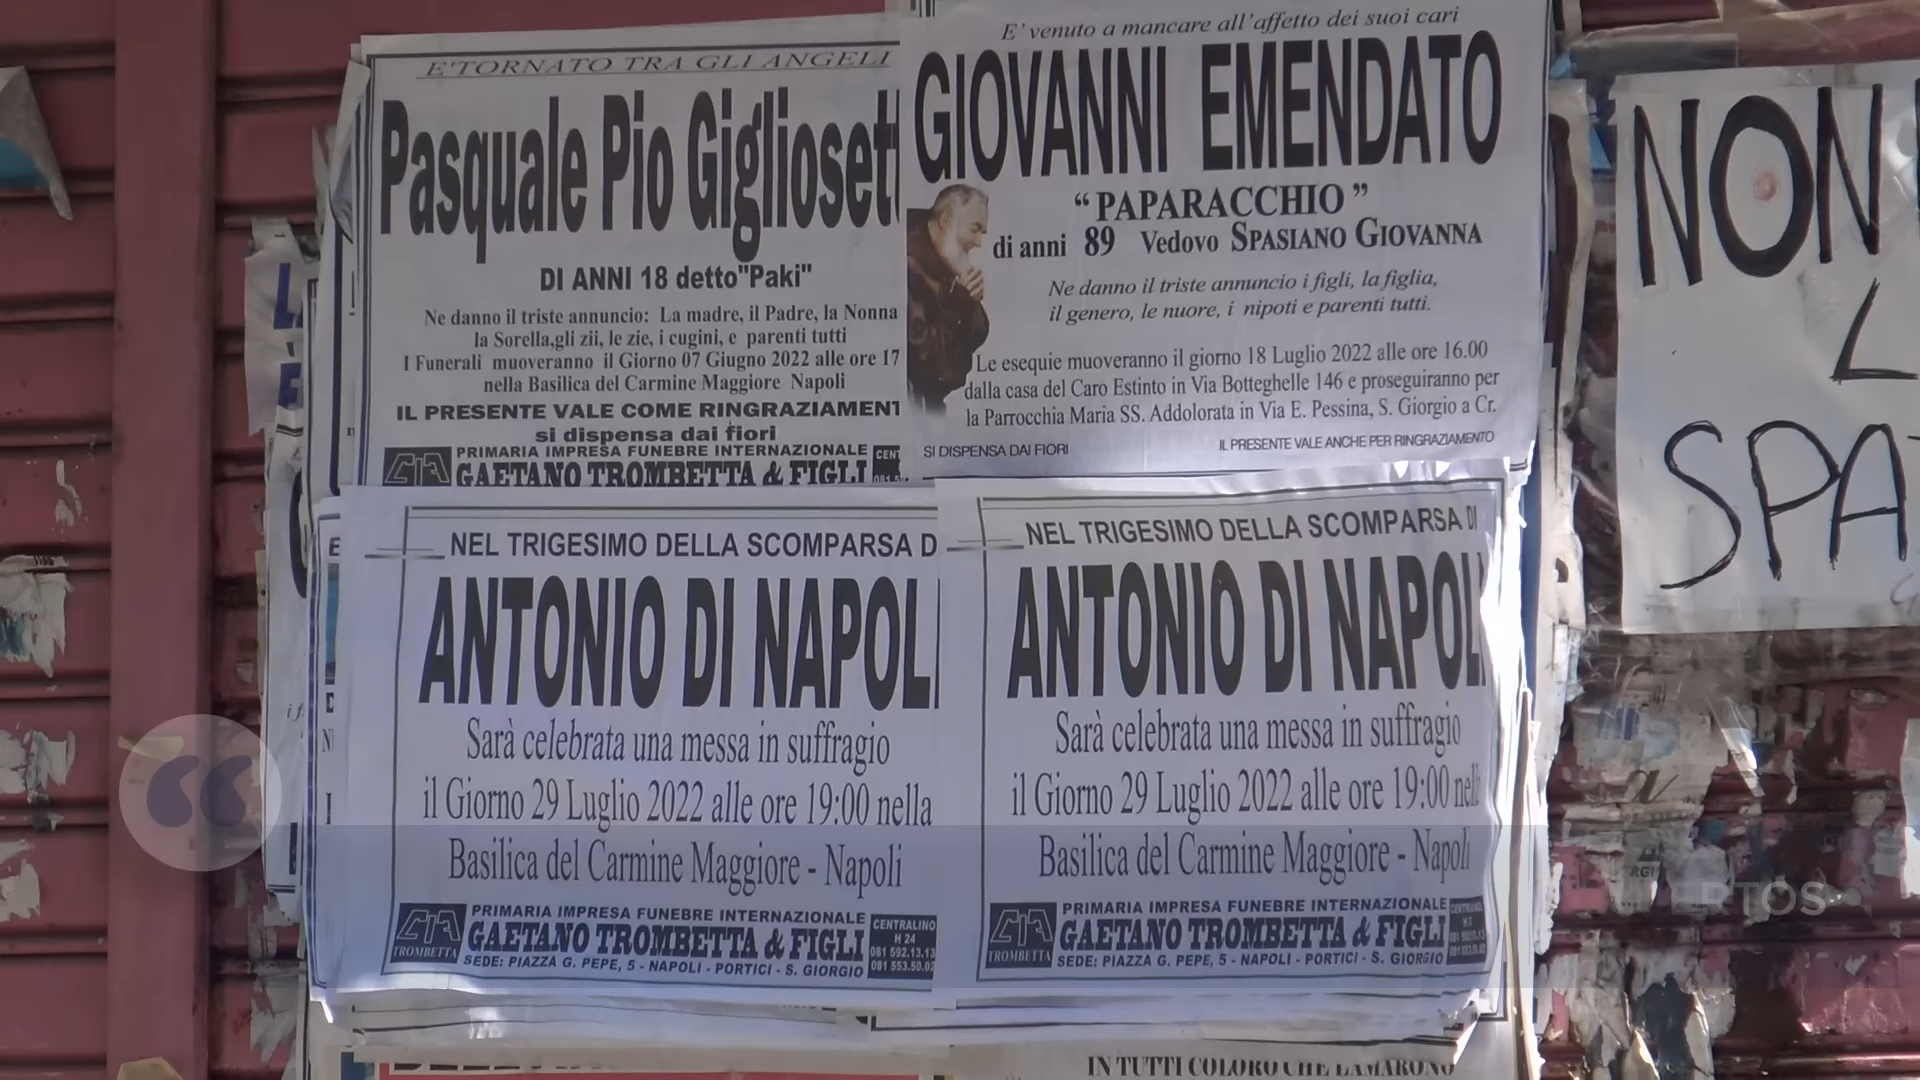 E'TORNATO TRA GLI ANGELI
Pasquale Pio Gigliosett
DI ANNI 18 detto"Paki"
Ne danno il triste annuncio: La madre, il Padre, la Nonna
la Sorella,gli zii, le zie, i cugini, e parenti tutti
I Funerali muoveranno il Giorno 07 Giugno 2022 alle ore 17
nella Basilica del Carmine Maggiore Napoli
IL PRESENTE VALE COME RINGRAZIAMENT
si dispensa dai fiori
PRIMARIA IMPRESA FUNEBRE INTERNAZIONALE
GAETANO TROMBETTA & FIGLI
CENT
E' venuto a mancare all'affetto dei suoi cari
GIOVANNI EMENDATO
“PAPARACCHIO”
di anni 89 Vedovo SPASIANO GIOVANNA
Ne danno il triste annuncio i figli, la figlia,
il genero, le nuore, i nipoti e parenti tutti.
Le esequie muoveranno il giorno 18 Luglio 2022 alle ore 16.00
dalla casa del Caro Estinto in Via Botteghelle 146 e proseguiranno per
la Parrocchia Maria SS. Addolorata in Via E. Pessina, S. Giorgio a Cr.
SI DISPENSA DAI FIORI
IL PRESENTE VALE ANCHE PER RINGRAZIAMENTO
NON
L
SPA
NEL TRIGESIMO DELLA SCOMPARSA D
ANTONIO DI NAPOLI
Sarà celebrata una messa in suffragio
il Giorno 29 Luglio 2022 alle ore 19:00 nella
Basilica del Carmine Maggiore - Napoli
TROMBETTA
PRIMARIA IMPRESA FUNEBRE INTERNAZIONALE
GAETANO TROMBETTA & FIGLI
SEDE: PIAZZA G. PEPE, 5 - NAPOLI - PORTICI - S. GIORGIO
CENTRALINO
H 24
081 592.13.13
081 553.50.02
NEL TRIGESIMO DELLA SCOMPARSA DI
ANTONIO DI NAPOLI
Sarà celebrata una messa in suffragio
il Giorno 29 Luglio 2022 alle ore 19:00 nell
Basilica del Carmine Maggiore - Napoli
TROMBETTA
PRIMARIA IMPRESA FUNEBRE INTERNAZIONALE
GAETANO TROMBETTA & FIGLI
SEDE: PIAZZA G. PEPE, 5 - NAPOLI - PORTICI - S. GIORGIO
ERTOS
IN TUTTI COLORO CHE L'AMARONO